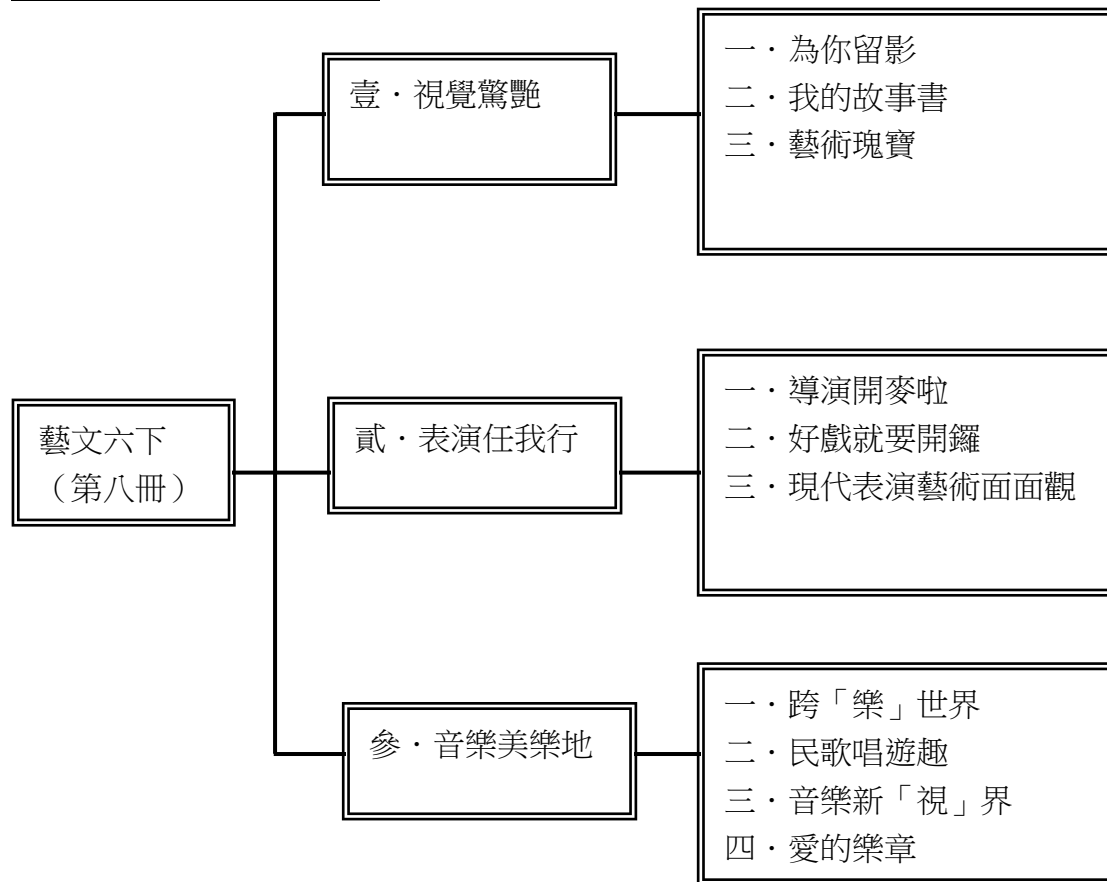 藝文六下
（第八冊）
壹．視覺驚艷
一．為你留影
二．我的故事書
三．藝術瑰寶
貳．表演任我行
一．導演開麥啦
二．好戲就要開鑼
三．現代表演藝術面面觀
參．音樂美樂地
一．跨「樂」世界
二．民歌唱遊趣
三．音樂新「視」界
四．愛的樂章